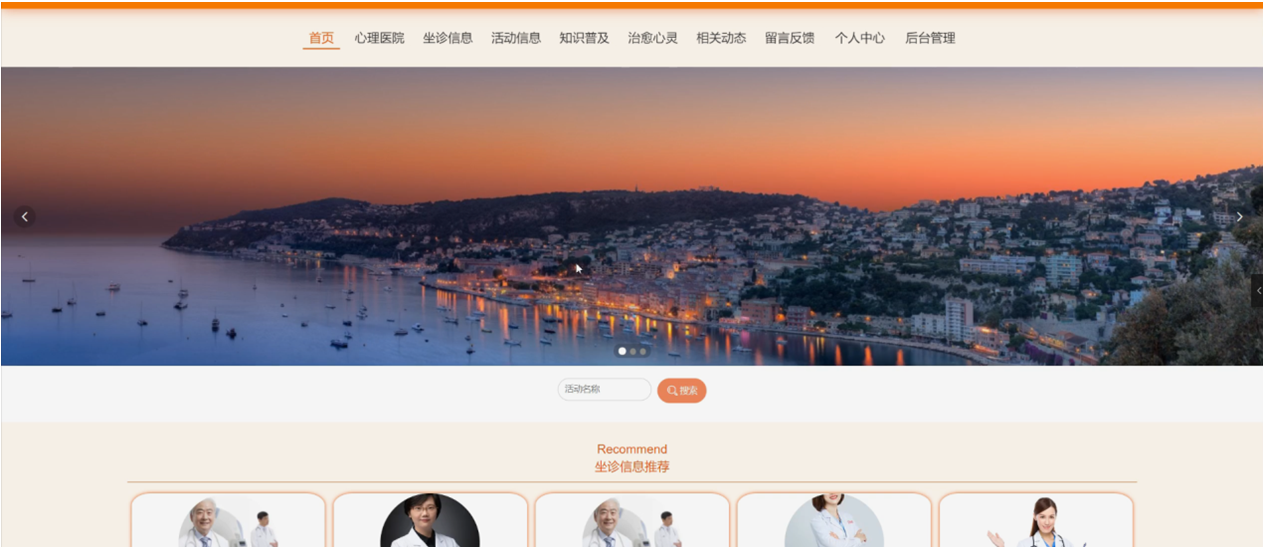 首页 心理医院 坐诊信息 活动信息 知识普及 治愈心灵 相关动态 留言反馈 个人中心 后台管理
活动名称 搜索
Recommend
坐诊信息推荐